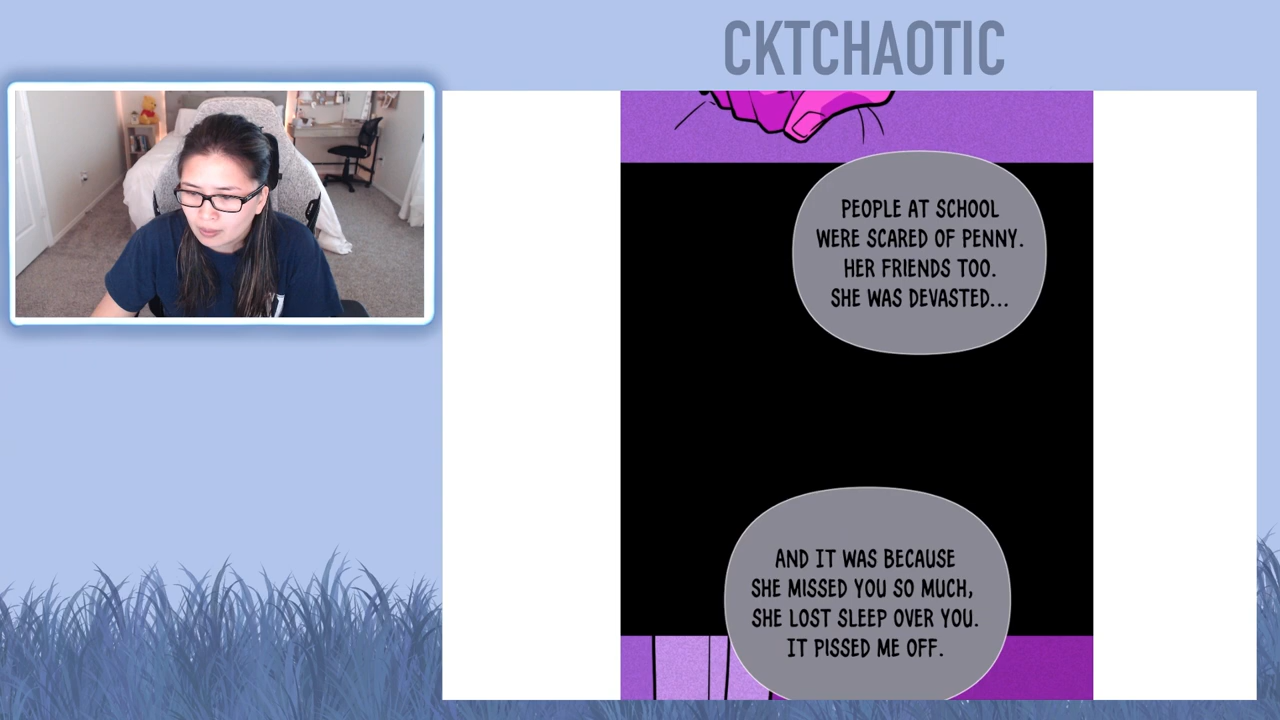 CKTCHAOTIC
PEOPLE AT SCHOOL
WERE SCARED OF PENNY.
HER FRIENDS TOO.
SHE WAS DEVASTED...
AND IT WAS BECAUSE
SHE MISSED YOU SO MUCH,
SHE LOST SLEEP OVER YOU.
IT PISSED ME OFF.